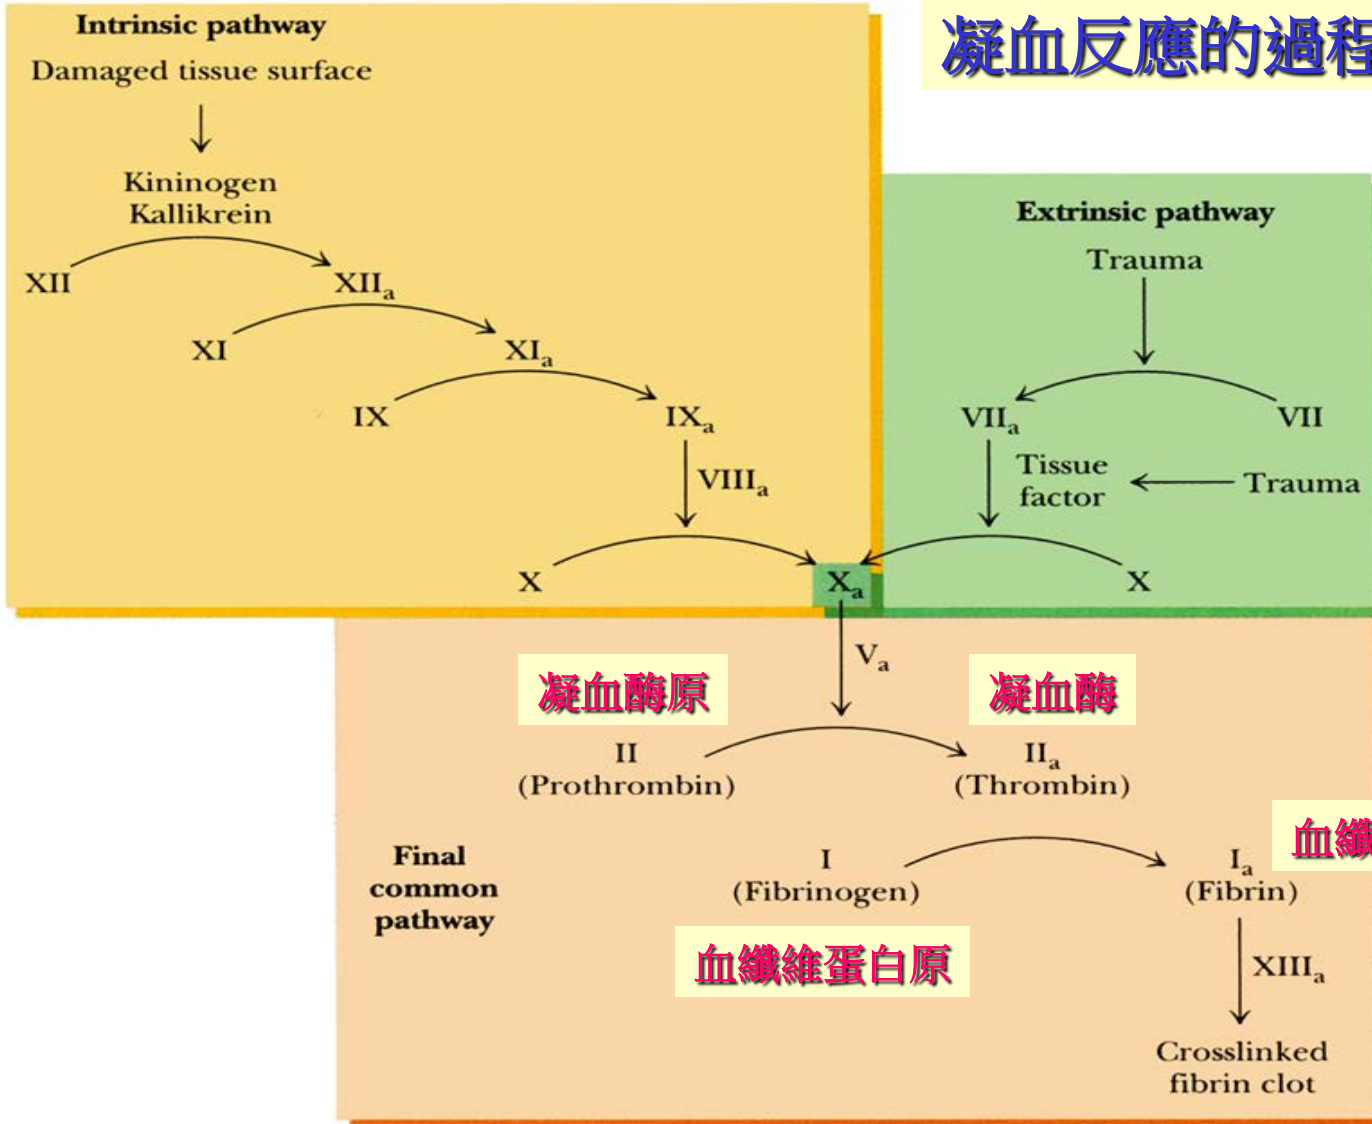 凝血反應的過程
Intrinsic pathway
Damaged tissue surface
Kininogen
Kallikrein
XII
XIIa
XI
XIa
IX
IXa
VIIIa
X
Xa
Extrinsic pathway
Trauma
VIIa
VII
Tissue
factor
Trauma
X
Va
凝血酶原
凝血酶
II
(Prothrombin)
IIa
(Thrombin)
Final
common
pathway
I
(Fibrinogen)
Ia
(Fibrin)
血纖
血纖維蛋白原
XIIIa
Crosslinked
fibrin clot